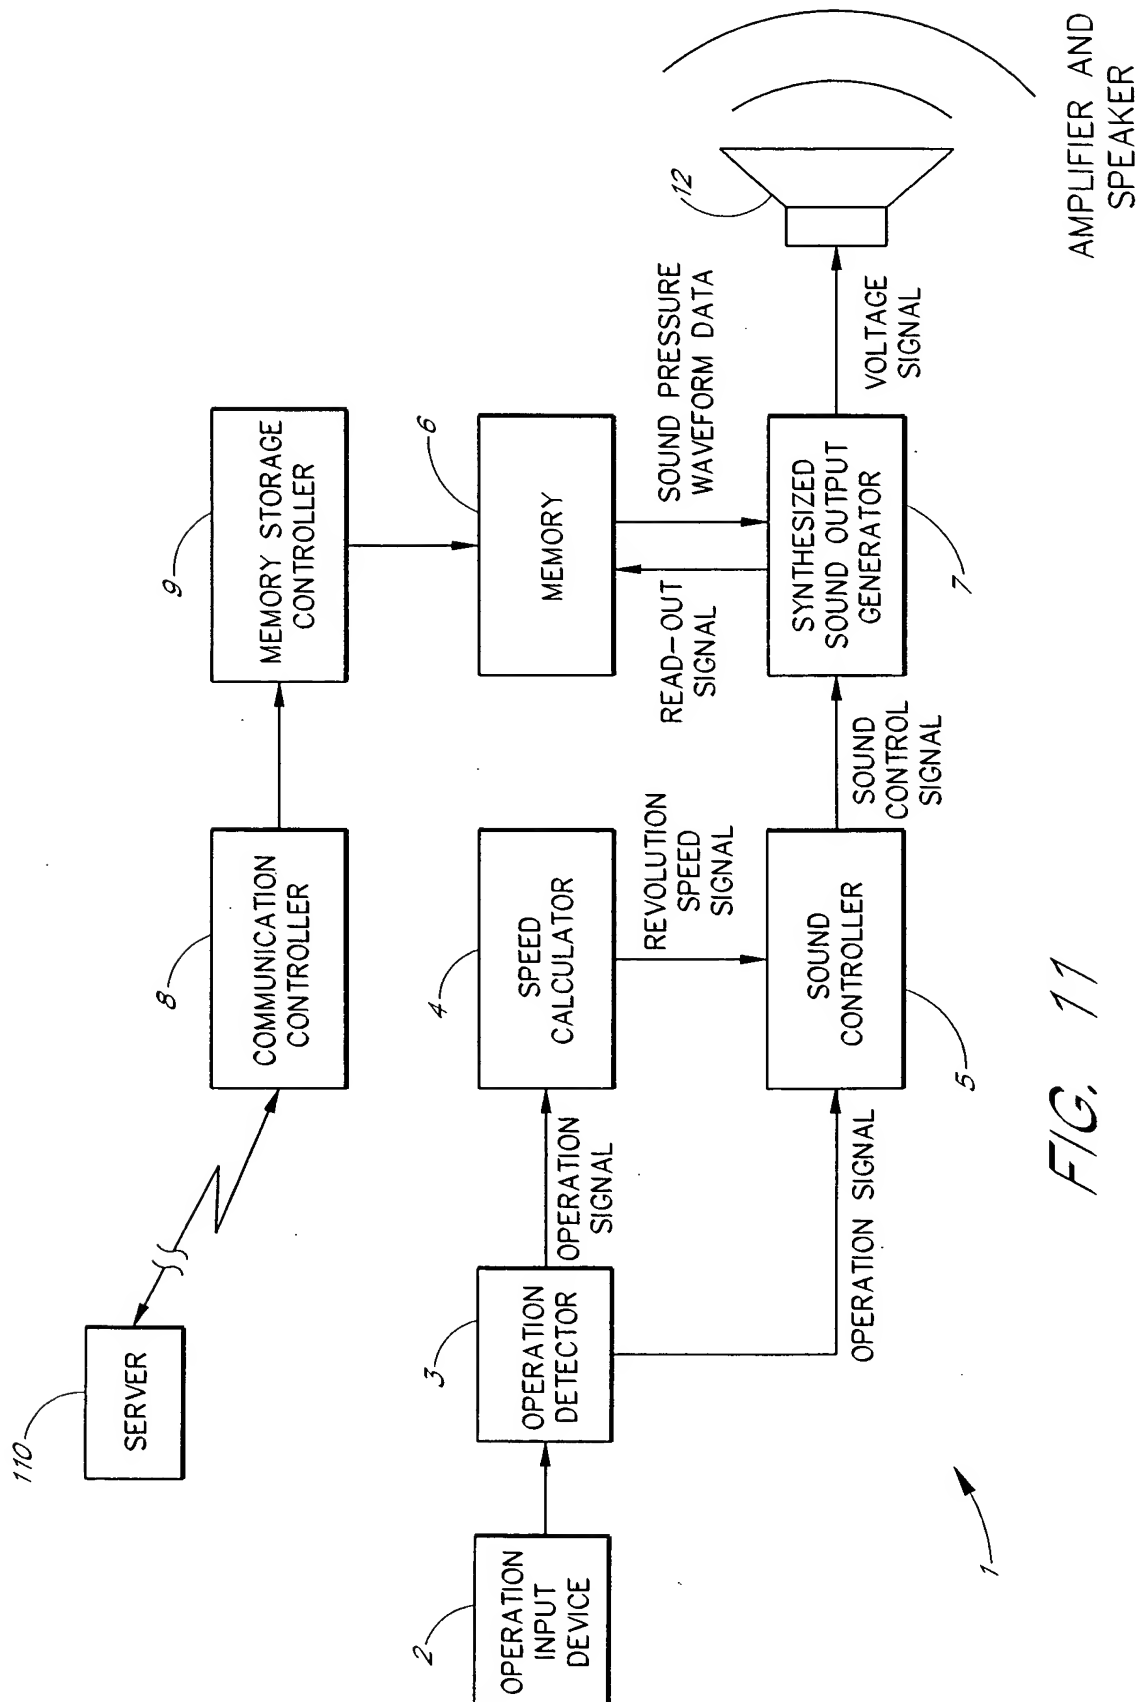 110
SERVER
8
COMMUNICATION
CONTROLLER
9
MEMORY STORAGE
CONTROLLER
2
OPERATION
INPUT
DEVICE
3
OPERATION
DETECTOR
OPERATION
SIGNAL
4
SPEED
CALCULATOR
6
MEMORY
REVOLUTION
SPEED
SIGNAL
READ-OUT
SIGNAL
SOUND PRESSURE
WAVEFORM DATA
OPERATION SIGNAL
SOUND
CONTROLLER
5
SOUND
CONTROL
SIGNAL
SYNTHESIZED
SOUND OUTPUT
GENERATOR
7
VOLTAGE
SIGNAL
12
AMPLIFIER AND
SPEAKER
1
FIG. 11